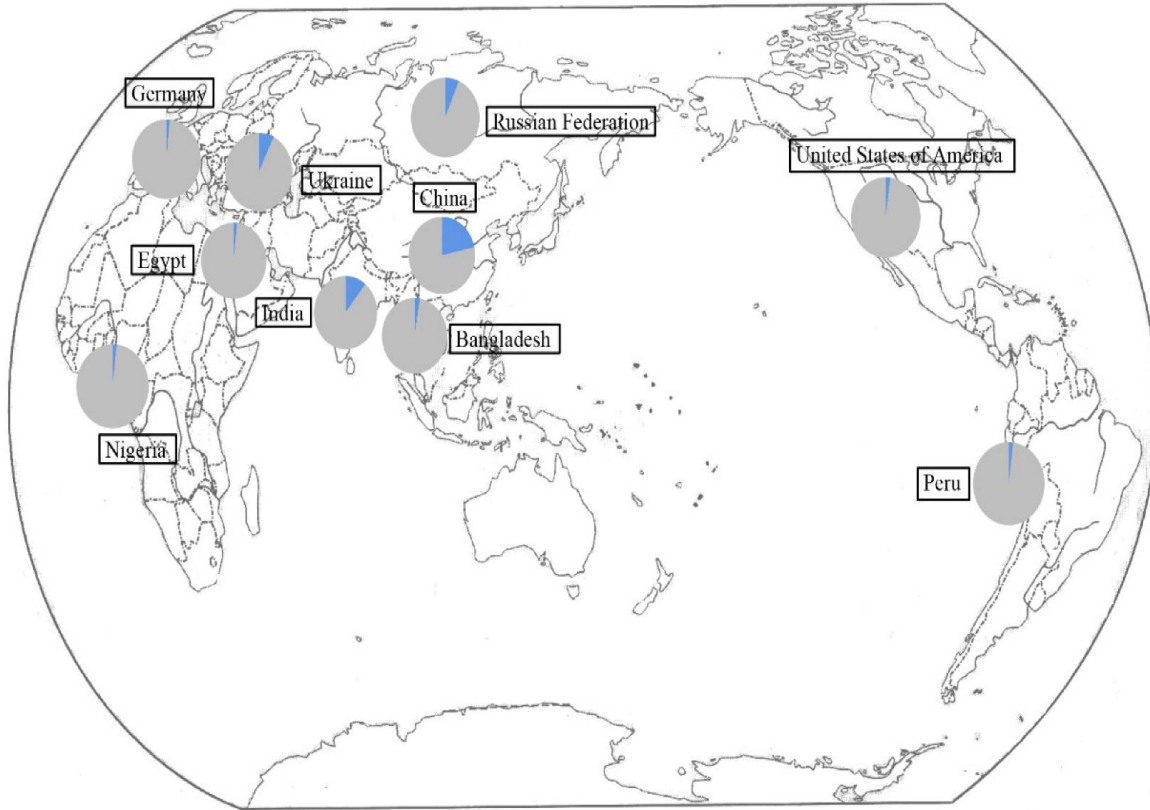 Germany
Russian Federation
United States of America
Ukraine
China
Egypt
India
Bangladesh
Nigeria
Peru